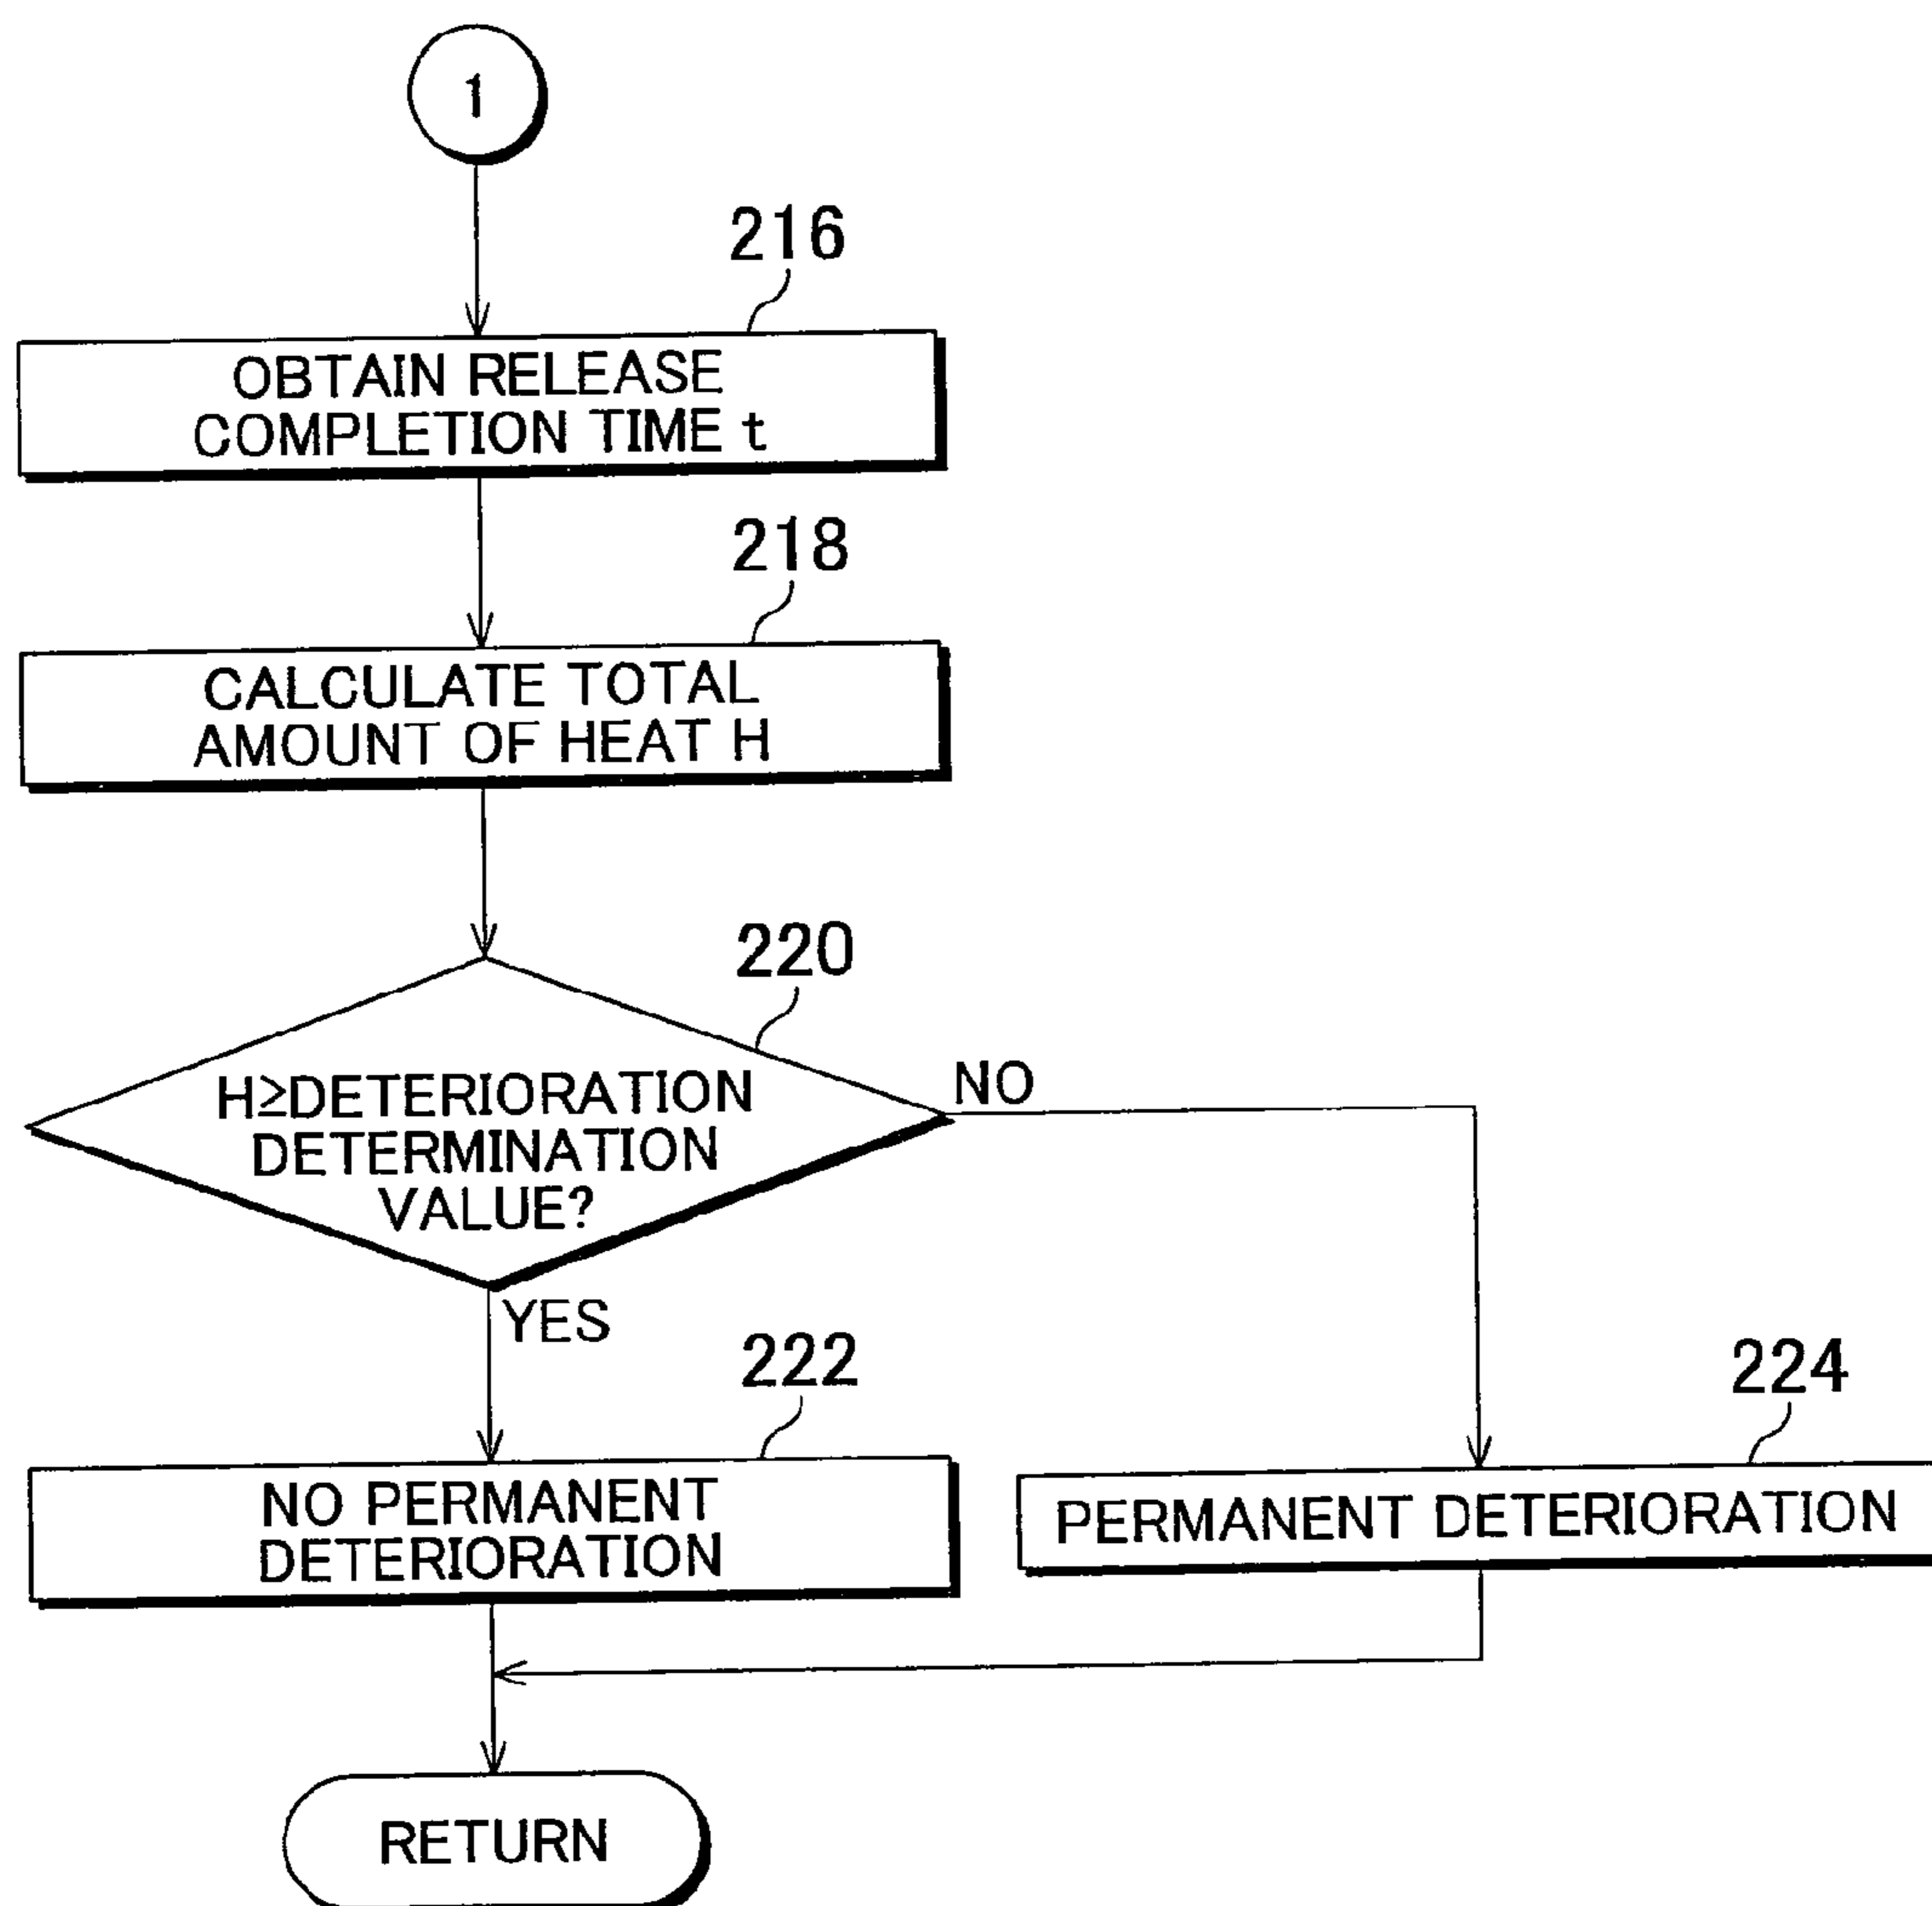 1
216
OBTAIN RELEASE
COMPLETION TIME t
218
CALCULATE TOTAL
AMOUNT OF HEAT H
220
H≥DETERIORATION
DETERMINATION
VALUE?
NO
YES
222
NO PERMANENT
DETERIORATION
224
PERMANENT DETERIORATION
RETURN